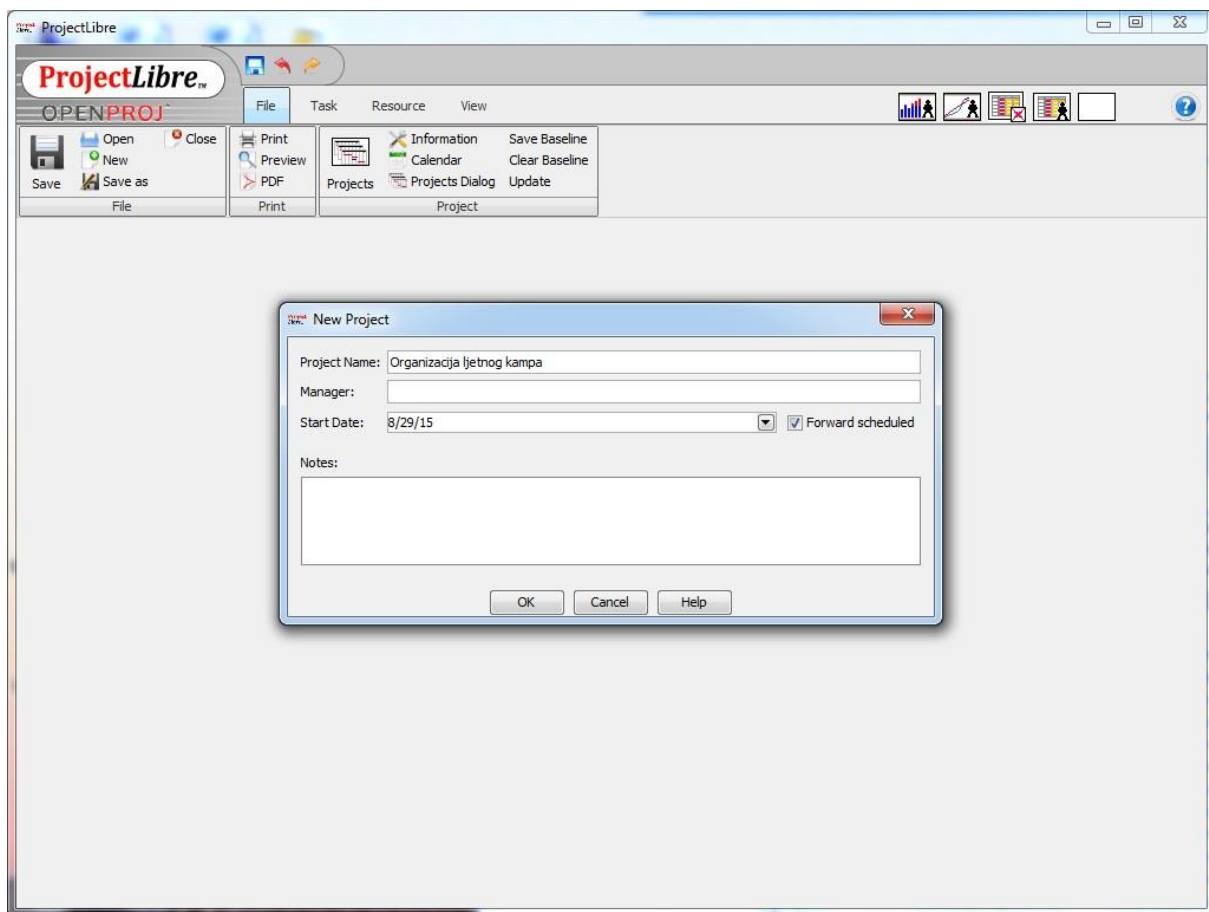 ProjectLibre
ProjectLibre™
OPENPROJ
File Task Resource View
Open Close Print Information Save Baseline
New Preview Calendar Clear Baseline
Save Save as PDF Projects Projects Dialog Update
File Print Project
New Project
Project Name: Organizacija ljetnog kampa
Manager:
Start Date: 8/29/15 Forward scheduled
Notes:
OK Cancel Help